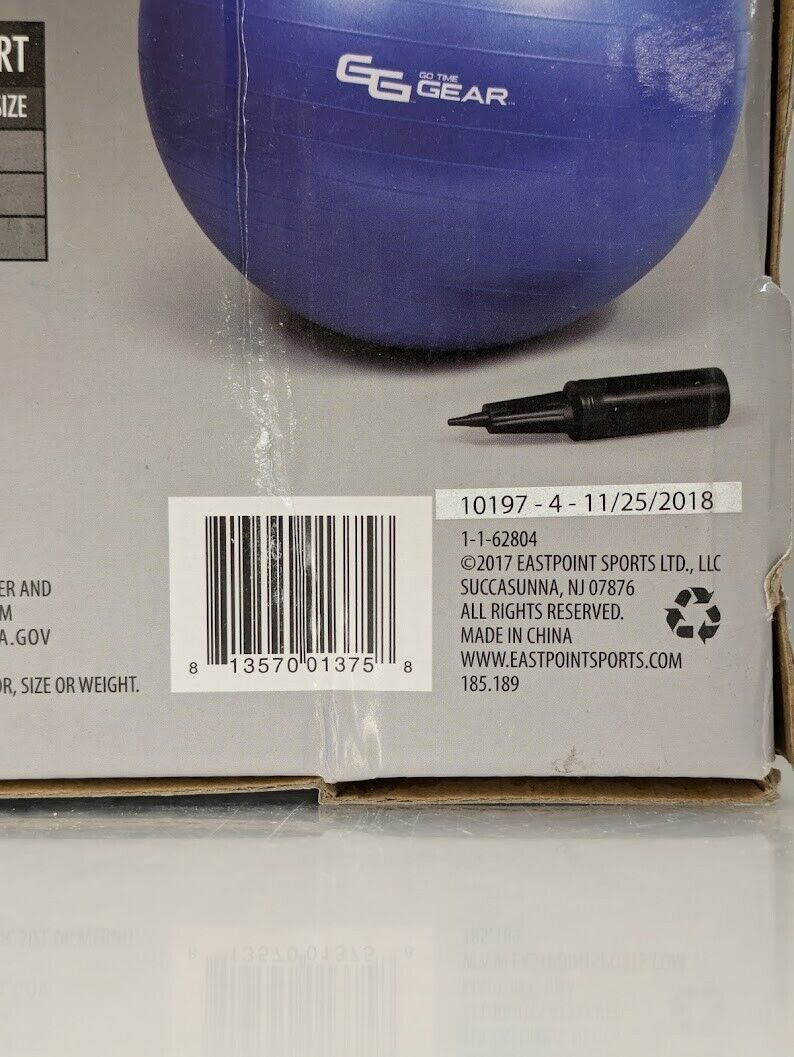 RT
SIZE
GG GO TIME GEAR
10197 - 4 - 11/25/2018
1-1-62804
©2017 EASTPOINT SPORTS LTD., LLC
SUCCASUNNA, NJ 07876
ALL RIGHTS RESERVED.
MADE IN CHINA
WWW.EASTPOINTSPORTS.COM
185.189
8 13570 01375 8
ER AND
M
A.GOV
OR, SIZE OR WEIGHT.